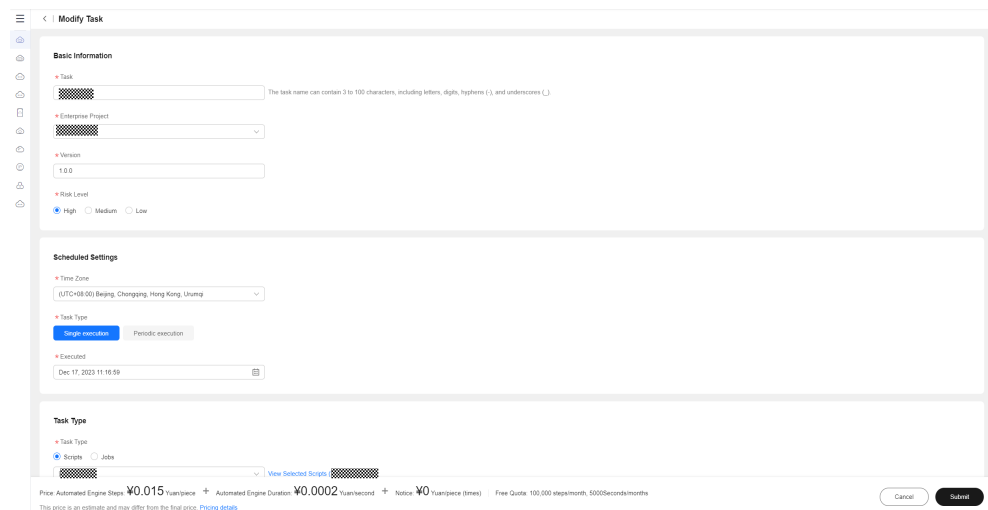 Modify Task
Basic Information
* Task
The task name can contain 3 to 100 characters, including letters, digits, hyphens (-), and underscores (_).
* Enterprise Project
* Version
1.0.0
* Risk Level
High Medium Low
Scheduled Settings
* Time Zone
(UTC+08:00) Beijing, Chongqing, Hong Kong, Urumqi
* Task Type
Single execution Periodic execution
* Executed
Dec 17, 2023 11:16:59
Task Type
* Task Type
Scripts Jobs
View Selected Scripts (
Price: Automated Engine Steps: ¥0.015 Yuan/piece + Automated Engine Duration: ¥0.0002 Yuan/second + Notice: ¥0 Yuan/piece (times) | Free Quota: 100,000 steps/month, 5000Seconds/months
Cancel Submit
This price is an estimate and may differ from the final price. Pricing details